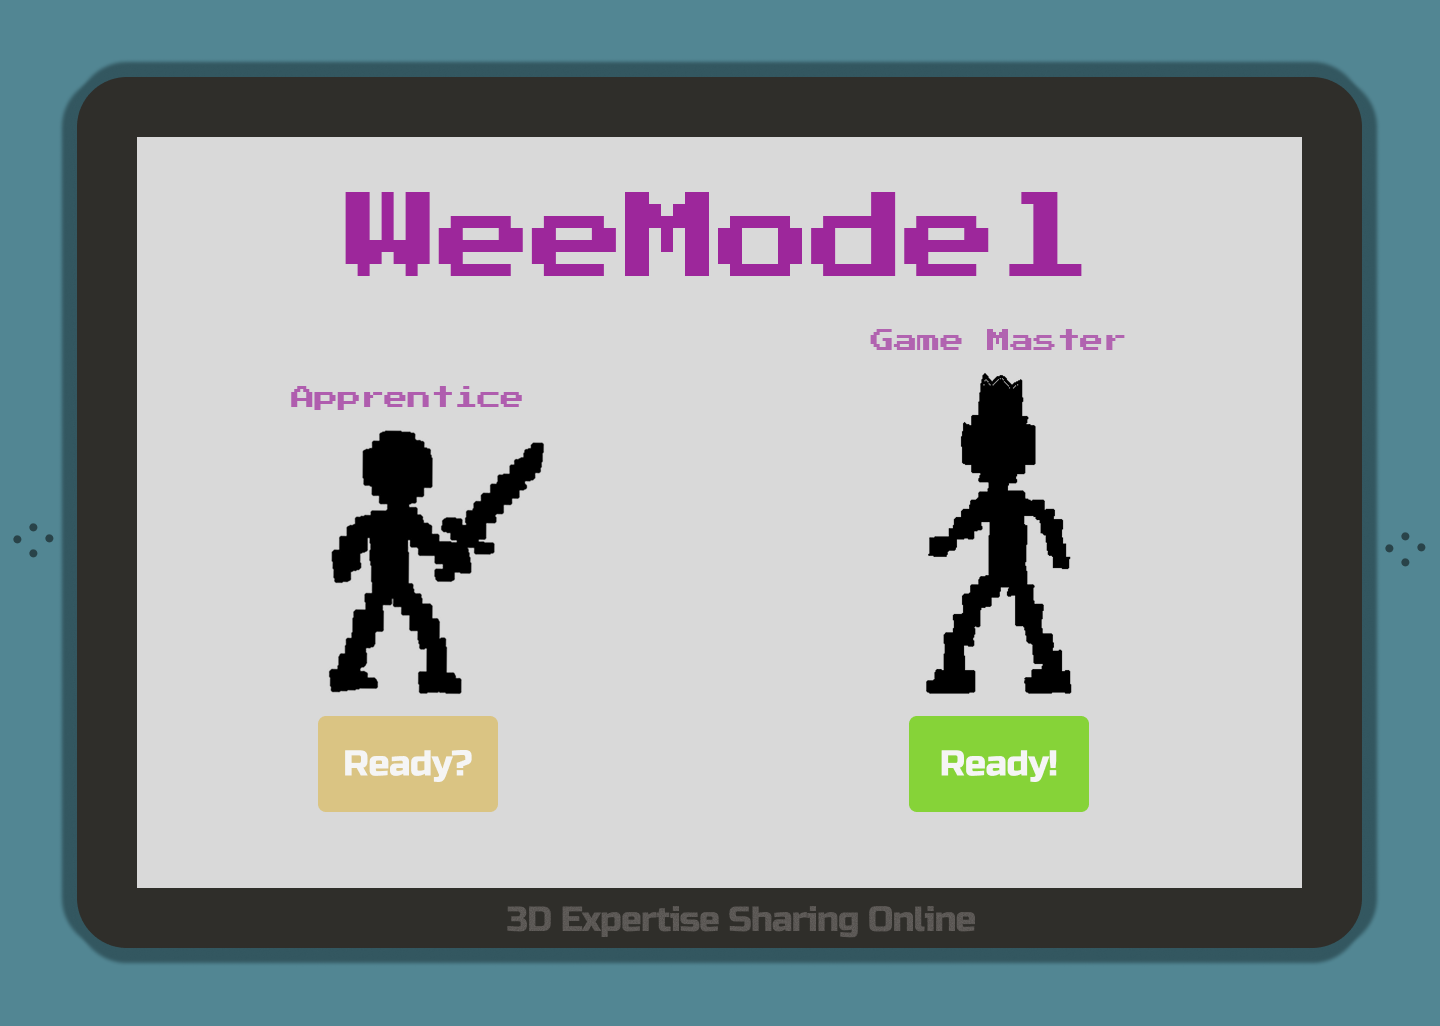 WeeModel
Game Master
Apprentice
Ready?
Ready!
3D Expertise Sharing Online